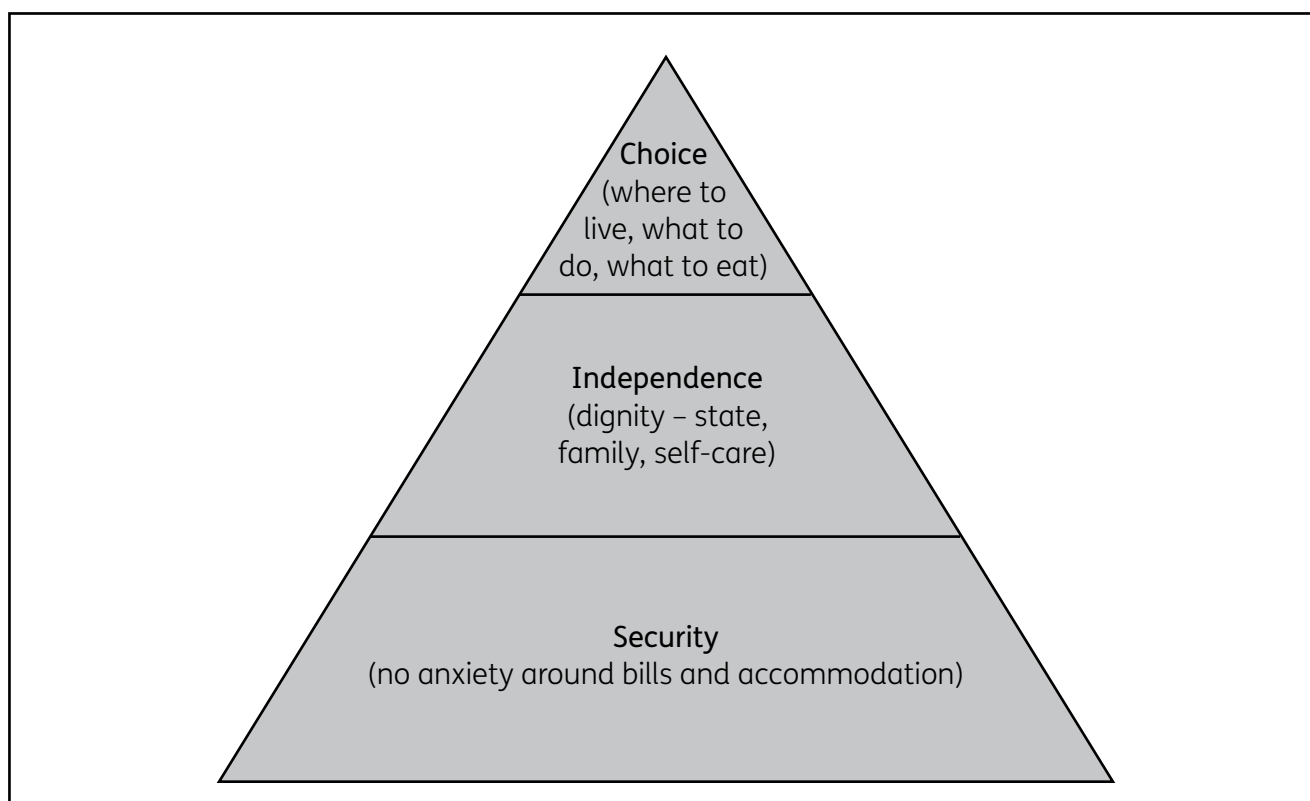 Choice
(where to
live, what to
do, what to eat)
Independence
(dignity – state,
family, self-care)
Security
(no anxiety around bills and accommodation)